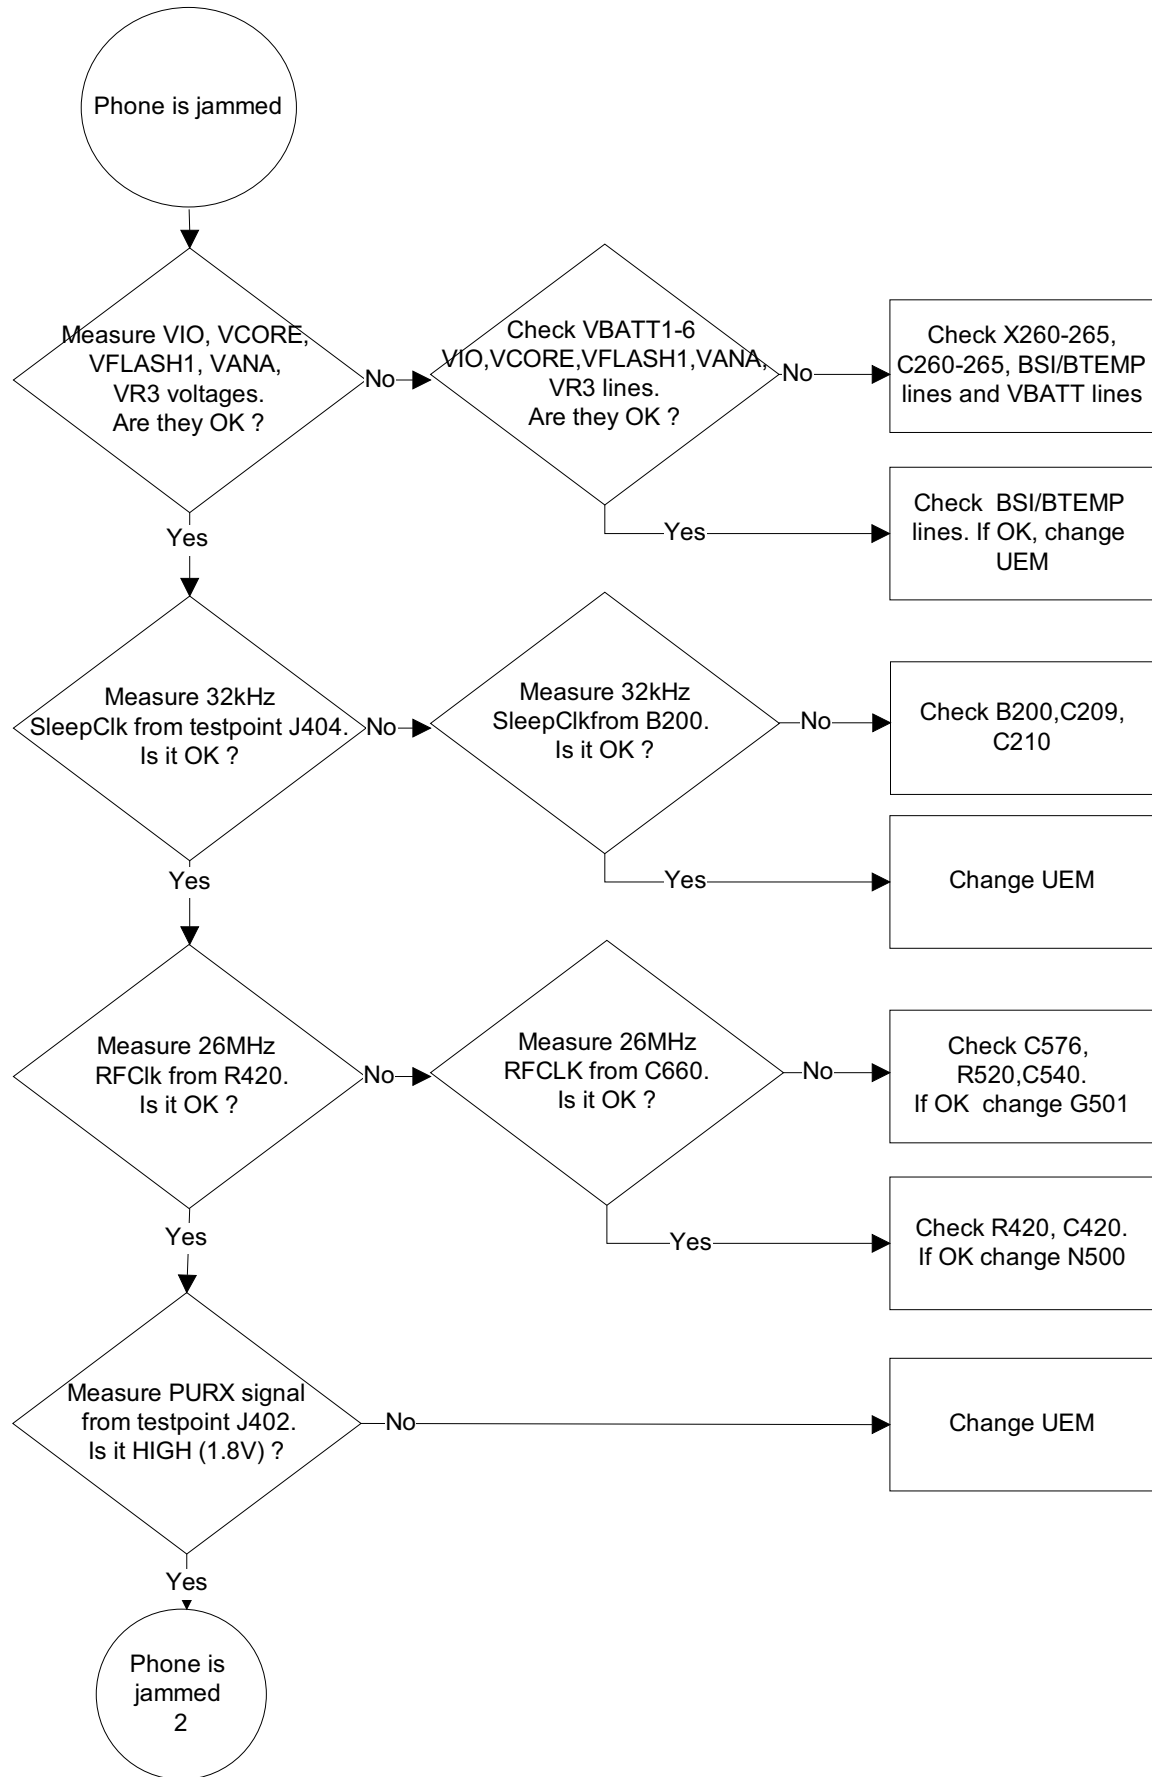 Phone is jammed
Measure VIO, VCORE,
VFLASH1, VANA,
VR3 voltages.
Are they OK ?
No
Check VBATT1-6
VIO,VCORE,VFLASH1,VANA,
VR3 lines.
Are they OK ?
No
Check X260-265,
C260-265, BSI/BTEMP
lines and VBATT lines
Yes
Check BSI/BTEMP
lines. If OK, change
UEM
Yes
Measure 32kHz
SleepClk from testpoint J404.
Is it OK ?
No
Measure 32kHz
SleepClkfrom B200.
Is it OK ?
No
Check B200,C209,
C210
Yes
Change UEM
Yes
Measure 26MHz
RFClk from R420.
Is it OK ?
No
Measure 26MHz
RFCLK from C660.
Is it OK ?
No
Check C576,
R520,C540.
If OK change G501
Yes
Check R420, C420.
If OK change N500
Yes
Measure PURX signal
from testpoint J402.
Is it HIGH (1.8V) ?
No
Change UEM
Yes
Phone is
jammed
2